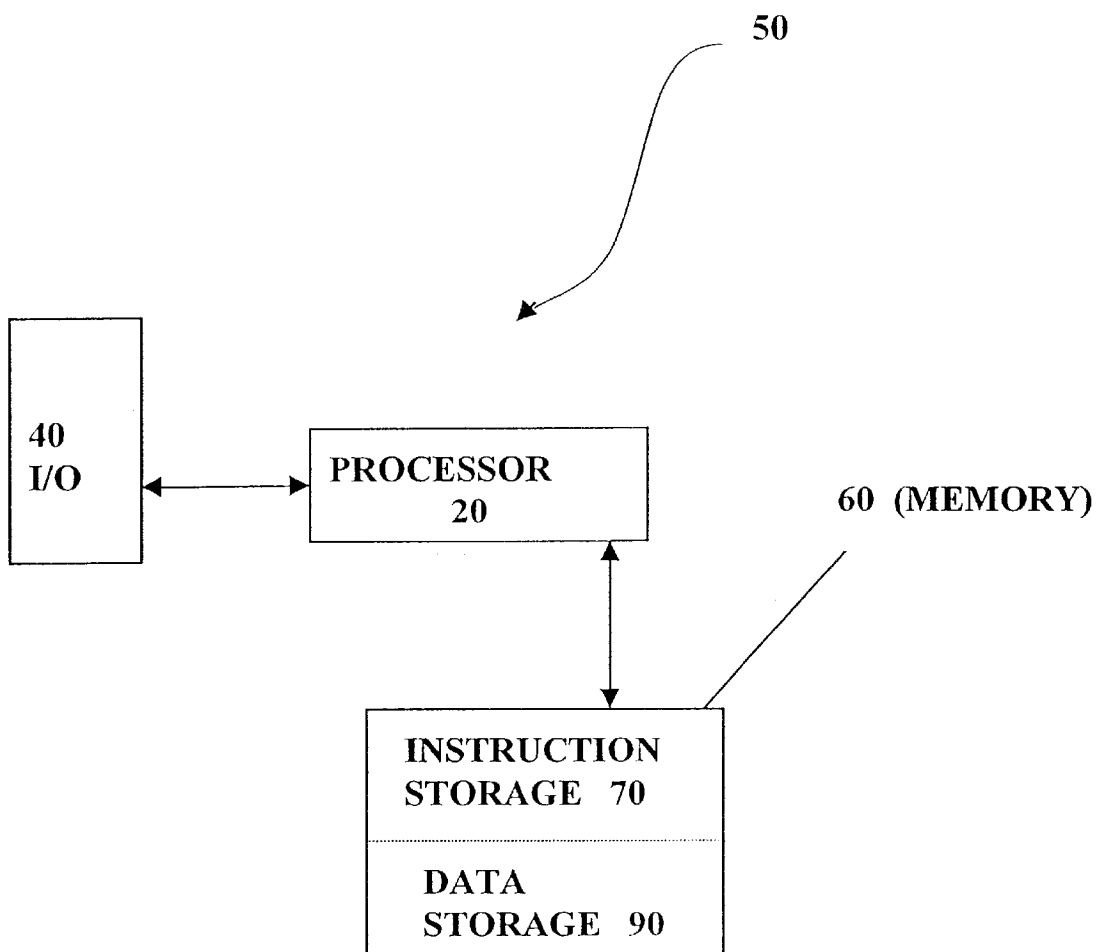 50
40
I/O
PROCESSOR
20
60 (MEMORY)
INSTRUCTION
STORAGE 70
DATA
STORAGE 90